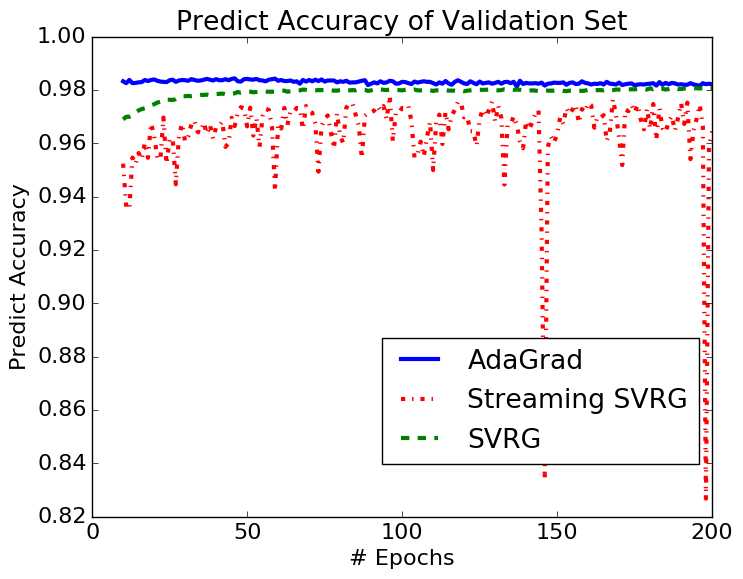 Predict Accuracy of Validation Set
1.00
0.98
0.96
0.94
0.92
0.90
0.88
0.86
0.84
0.82
Predict Accuracy
AdaGrad
Streaming SVRG
SVRG
0 50 100 150 200
# Epochs